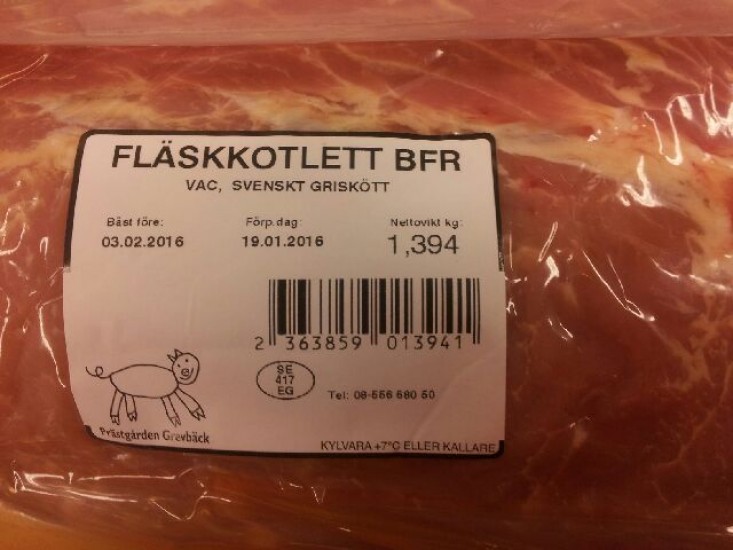 FLÄSKKOTLETT BFR
VAC, SVENSKT GRISKÖTT
Bäst före: Förp.dag: Nettovikt kg:
03.02.2016 19.01.2016 1,394
2 363859 013941
SE
417
EG
Tel: 08-556 680 50
Prästgården Grevbäck
KYLVARA +7°C ELLER KALLARE